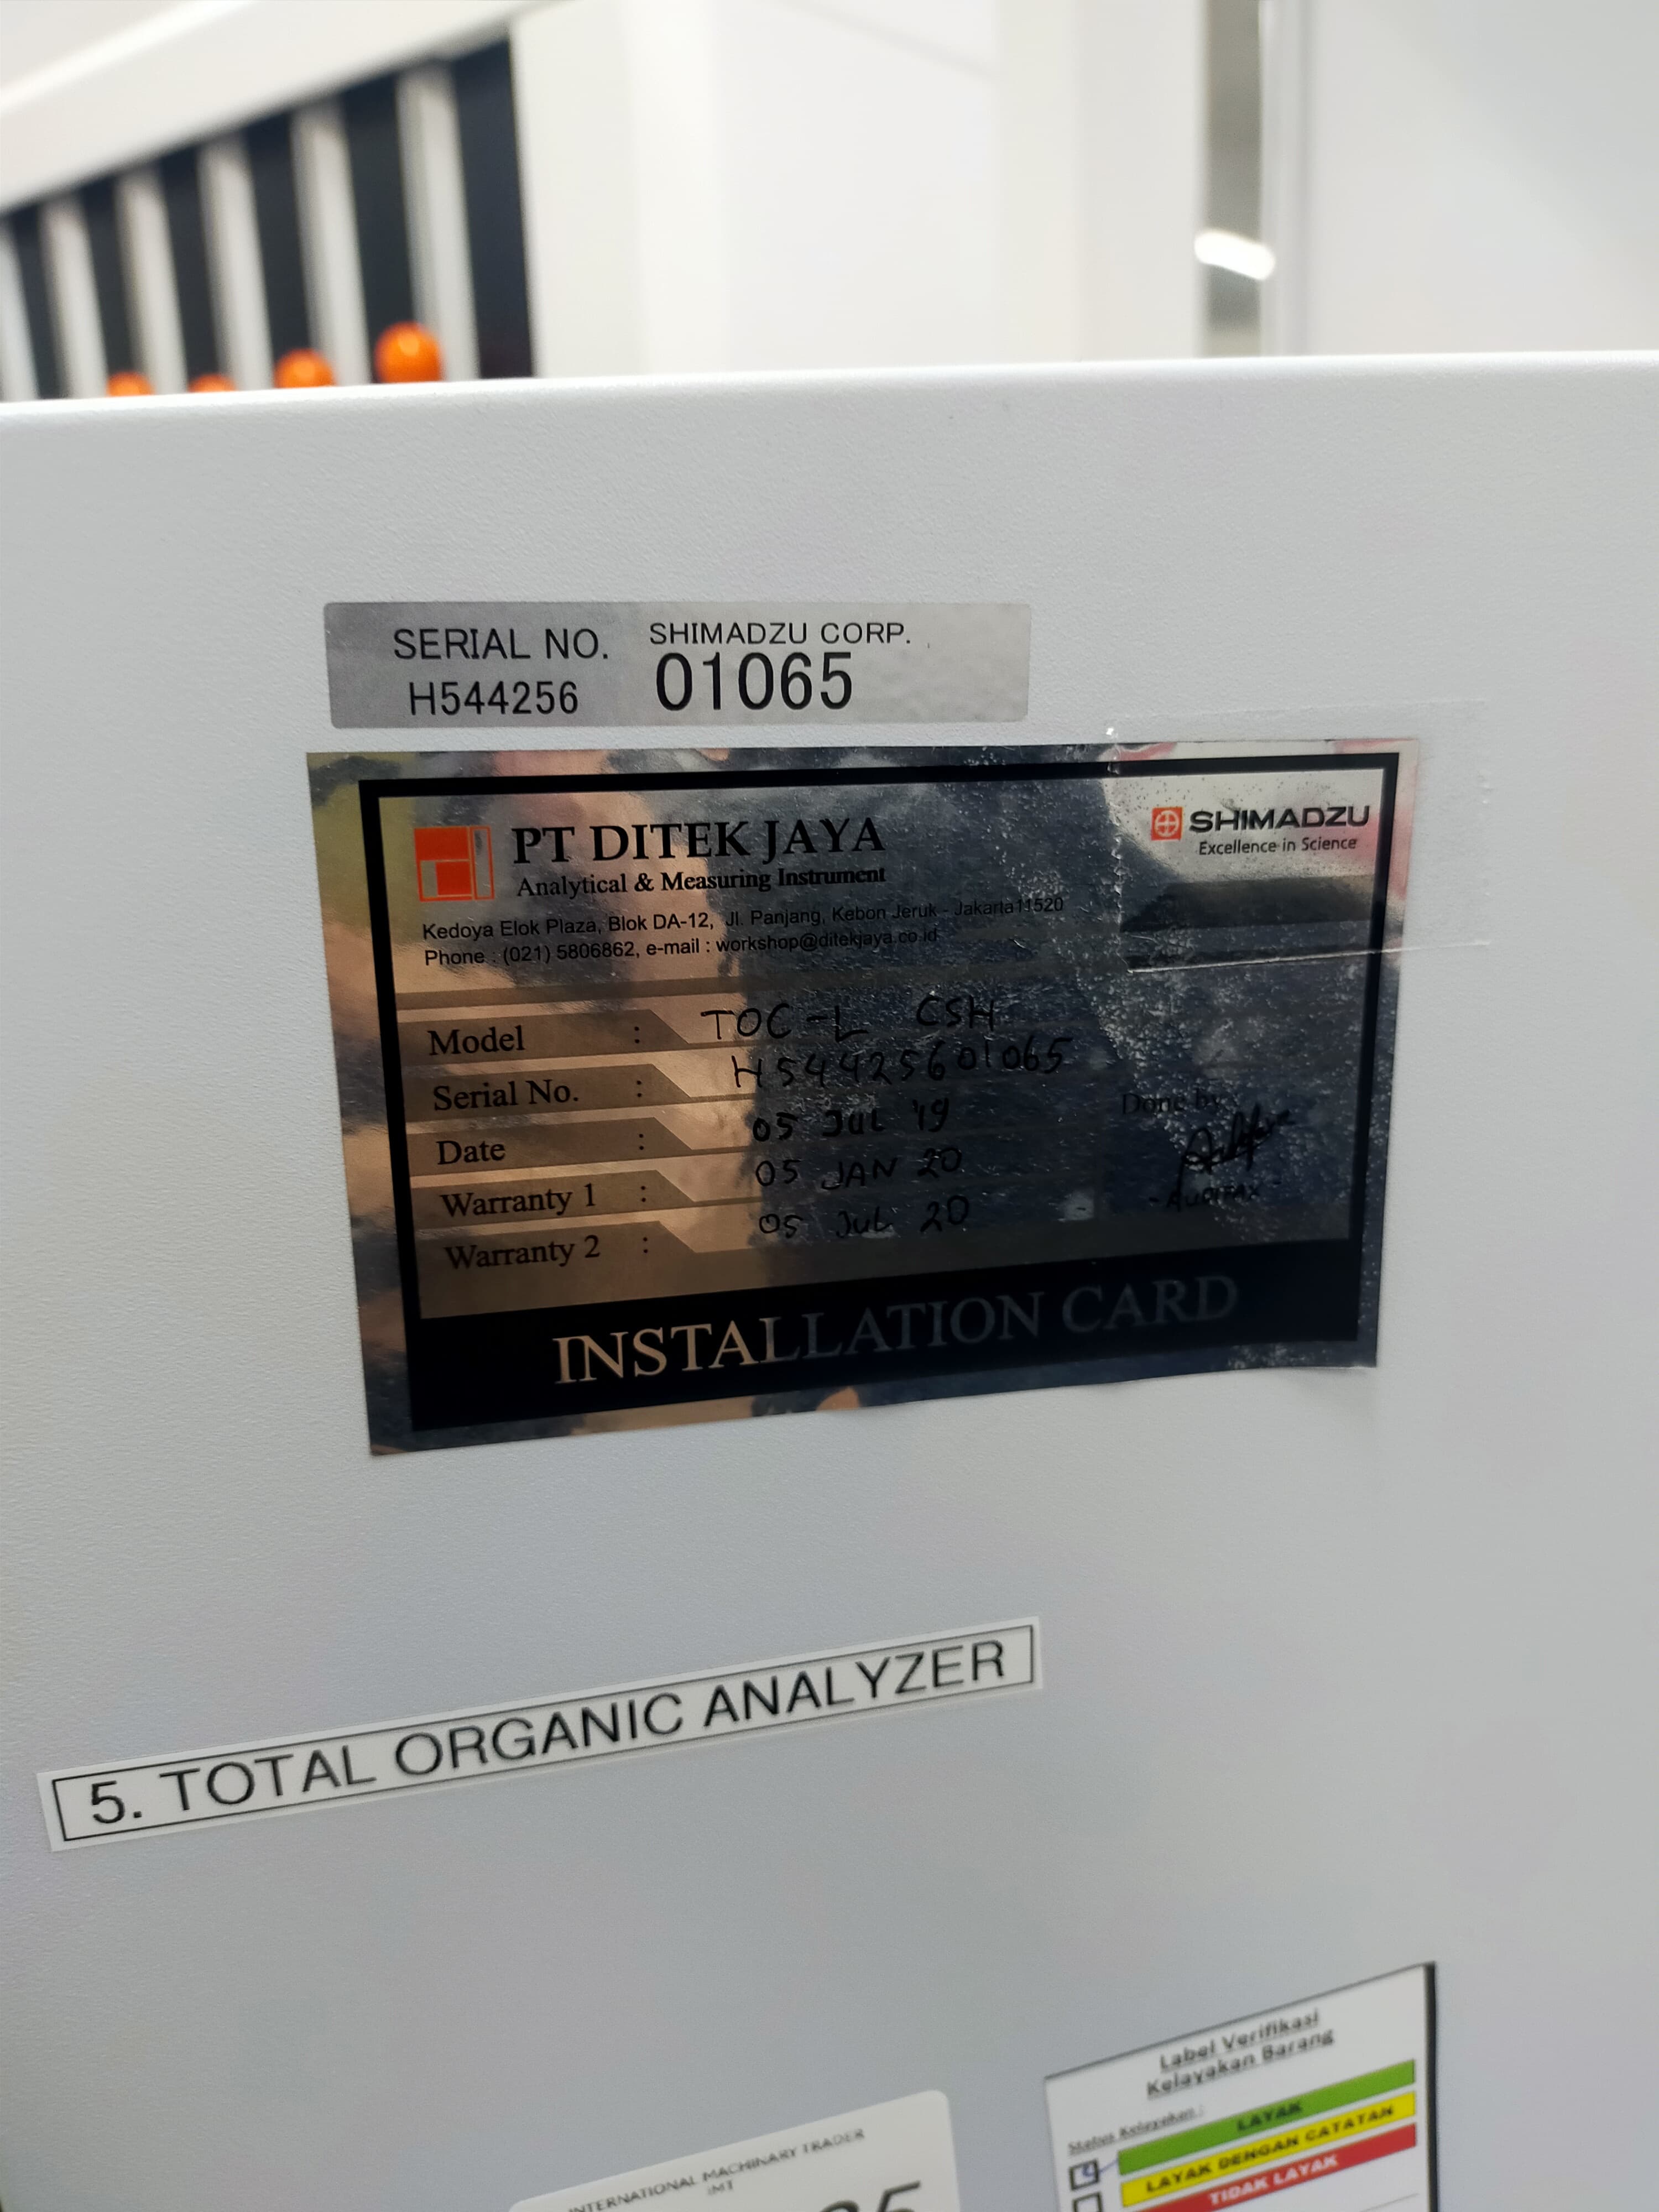 SERIAL NO. SHIMADZU CORP.
H544256 01065
PT DITEK JAYA
Analytical & Measuring Instrument
SHIMADZU
Excellence in Science
Kedoya Elok Plaza, Blok DA-12, Jl. Panjang, Kebon Jeruk - Jakarta 11520
Phone : (021) 5806862, e-mail : workshop@ditekjaya.co.id
Model : TOC-L CSH
Serial No. : H54425601065
Date : 05 Jul '19
Warranty 1 : 05 JAN 20
Warranty 2 : 05 Jul 20
Done by
- AUDIFAX -
INSTALLATION CARD
5. TOTAL ORGANIC ANALYZER
Label Verifikasi
Kelayakan Barang
Status Kelayakan :
LAYAK
LAYAK DENGAN CATATAN
TIDAK LAYAK
INTERNATIONAL MACHINARY TRADER
IMT